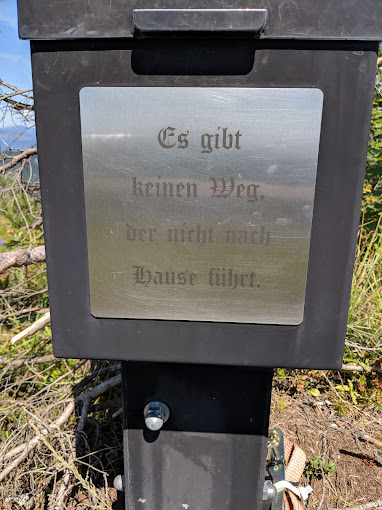 Es gibt
keinen Weg,
der nicht nach
Hause führt.